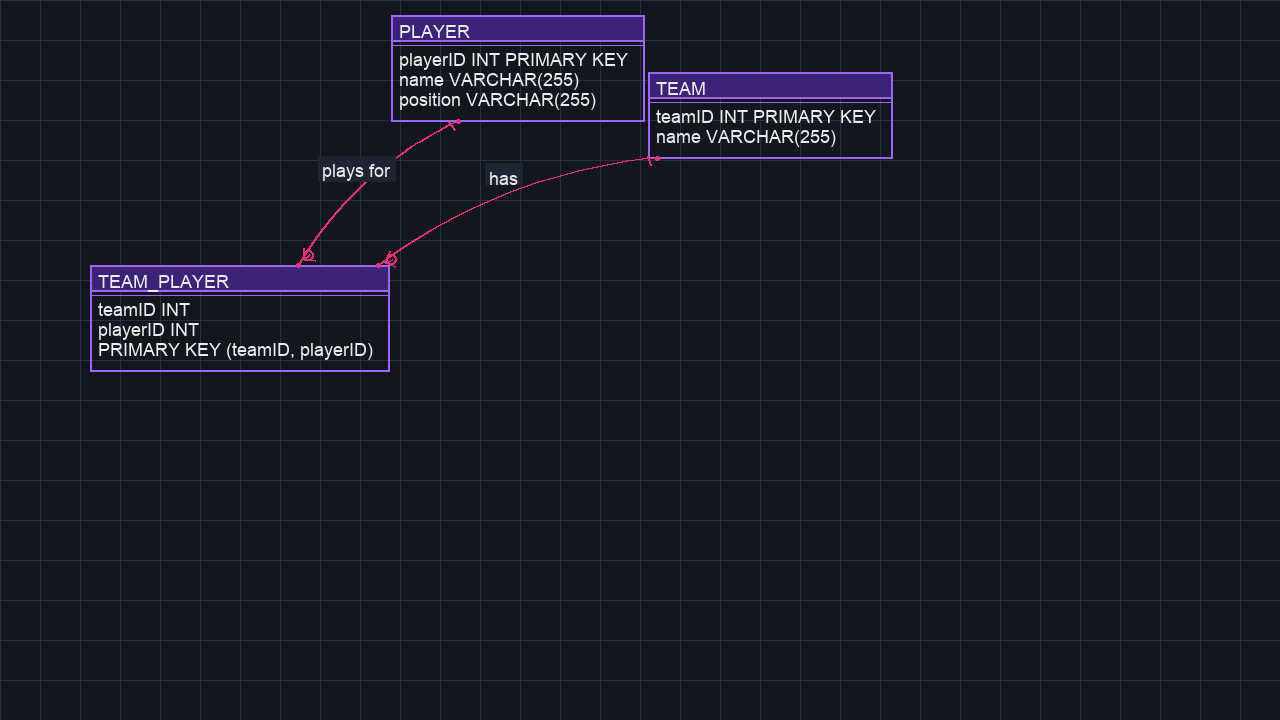 PLAYER
playerID INT PRIMARY KEY
name VARCHAR(255)
position VARCHAR(255)
TEAM
teamID INT PRIMARY KEY
name VARCHAR(255)
plays for
has
TEAM_PLAYER
teamID INT
playerID INT
PRIMARY KEY (teamID, playerID)